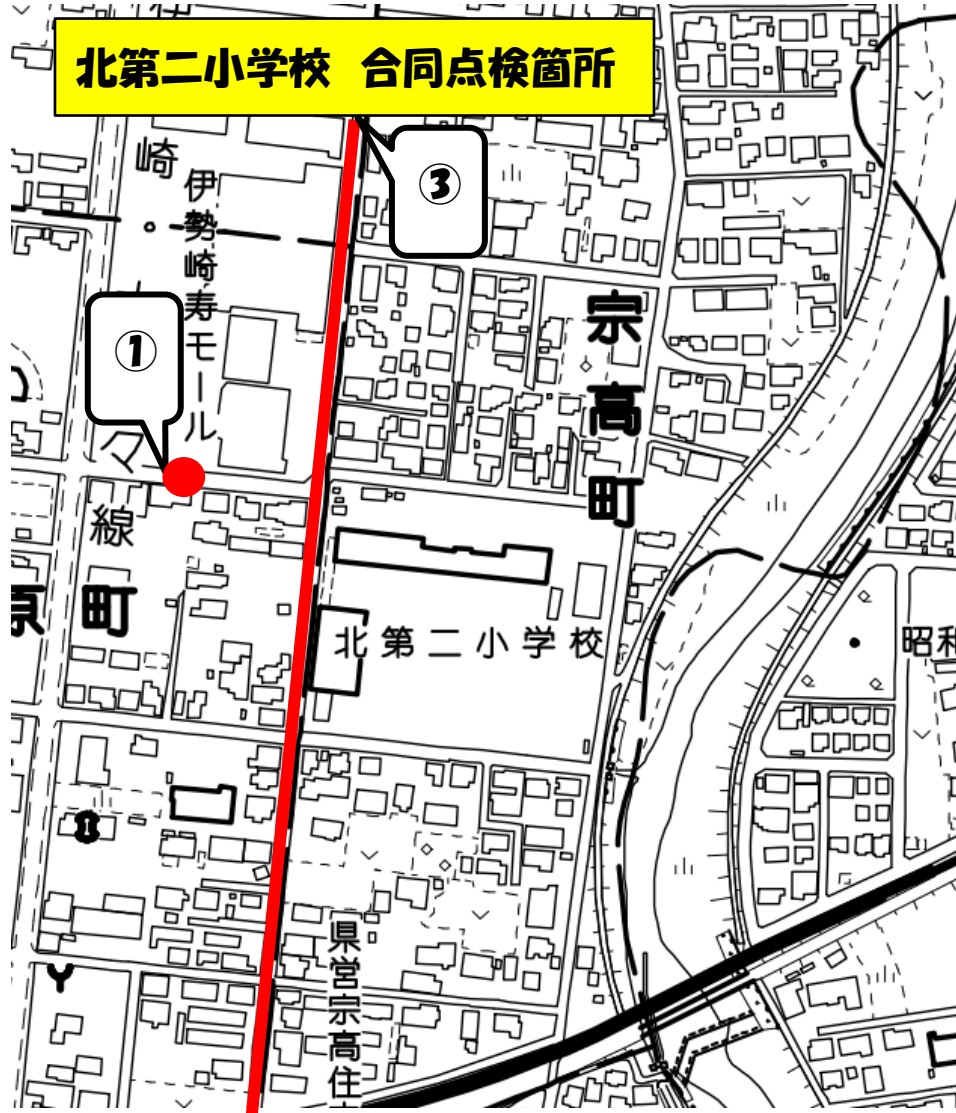 北第二小学校 合同点検箇所
③
①
崎
伊勢崎寿モール
々
線
宗高町
原町
北第二小学校
昭和
県営宗高住